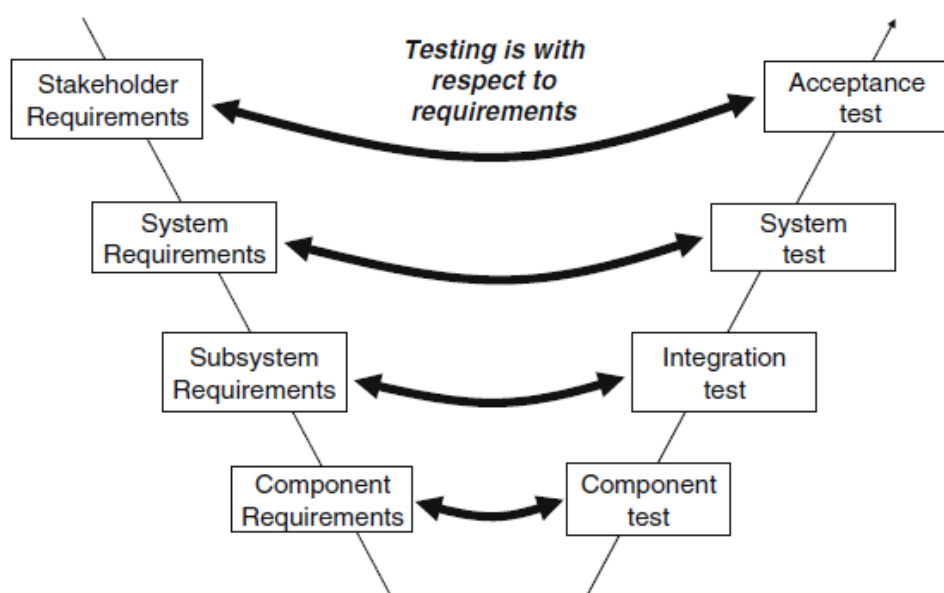 Testing is with
respect to
requirements
Stakeholder
Requirements
Acceptance
test
System
Requirements
System
test
Subsystem
Requirements
Integration
test
Component
Requirements
Component
test